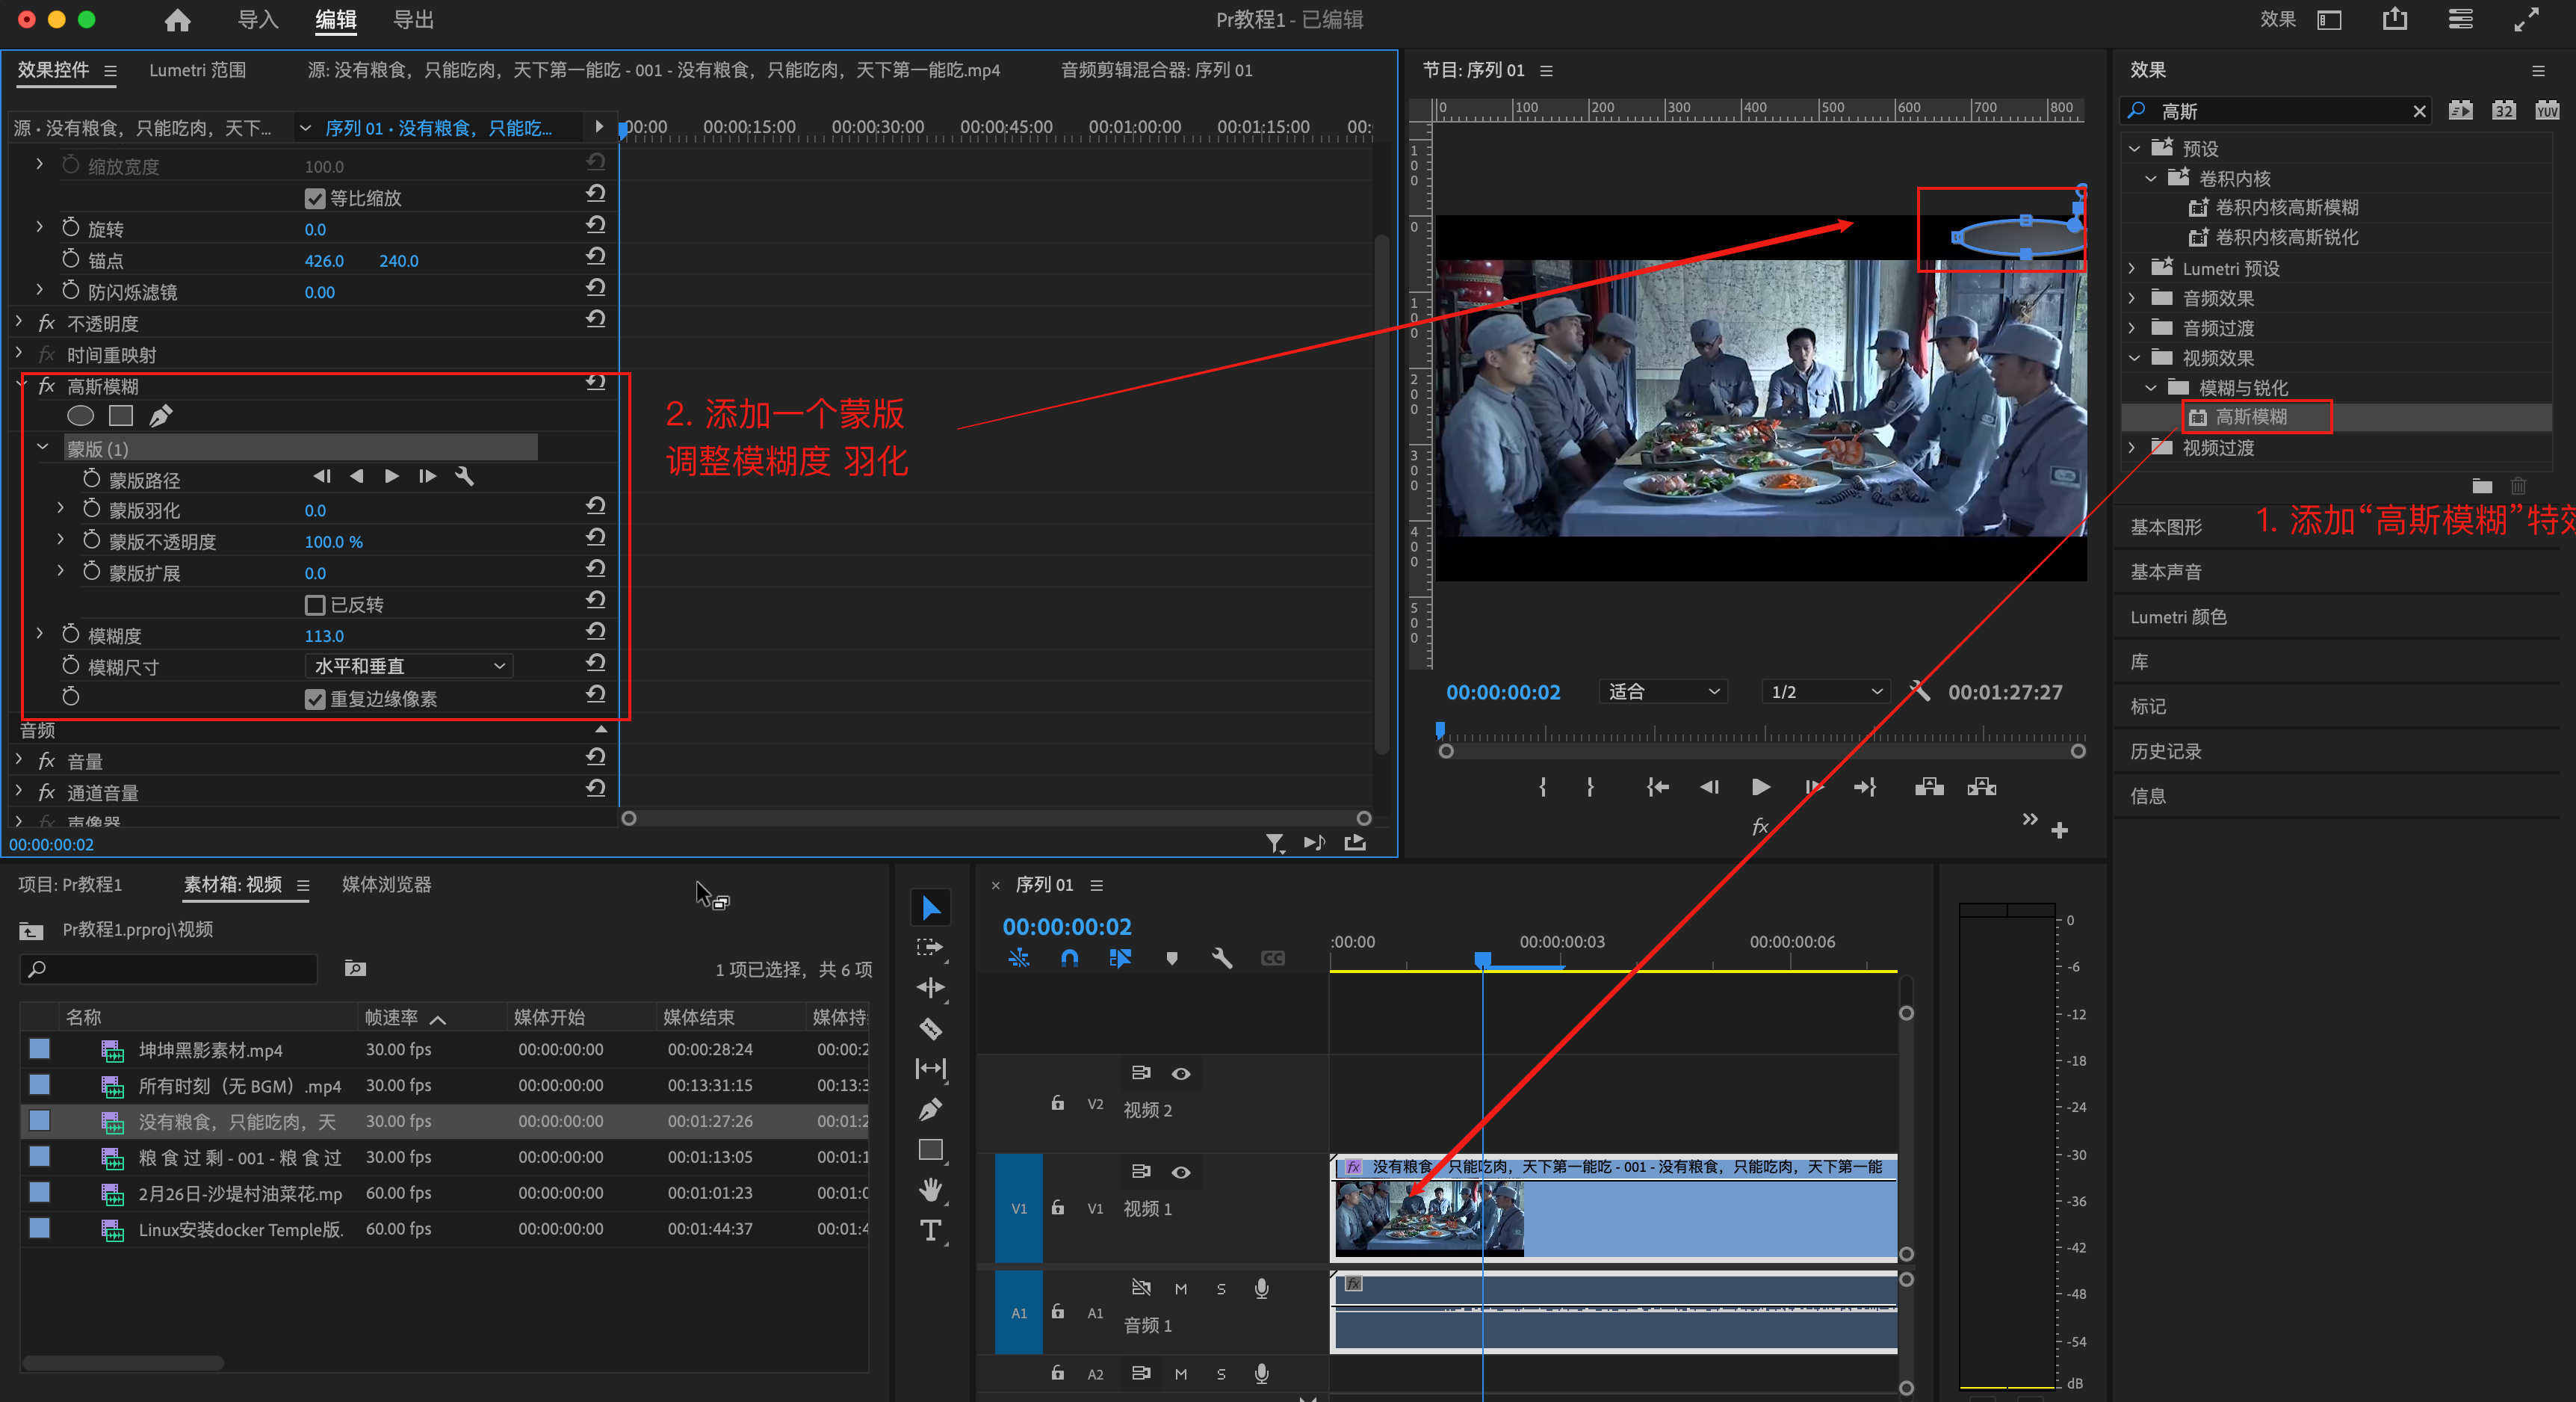 导入 编辑 导出
Pr教程1 - 已编辑
效果
效果控件
Lumetri 范围
源: 没有粮食，只能吃肉，天下第一能吃 - 001 - 没有粮食，只能吃肉，天下第一能吃.mp4
音频剪辑混合器: 序列 01
源 • 没有粮食，只能吃肉，天下...
序列 01 • 没有粮食，只能吃...
00:00
00:00:15:00
00:00:30:00
00:00:45:00
00:01:00:00
00:01:15:00
00:
缩放宽度 100.0
等比缩放
旋转 0.0
锚点 426.0 240.0
防闪烁滤镜 0.00
fx 不透明度
fx 时间重映射
fx 高斯模糊
蒙版 (1)
蒙版路径
蒙版羽化 0.0
蒙版不透明度 100.0 %
蒙版扩展 0.0
已反转
模糊度 113.0
模糊尺寸 水平和垂直
重复边缘像素
音频
fx 音量
fx 通道音量
fx 声像器
00:00:00:02
2. 添加一个蒙版
调整模糊度 羽化
节目: 序列 01
0 100 200 300 400 500 600 700 800
100
0
100
200
300
400
500
00:00:00:02
适合
1/2
00:01:27:27
fx
效果
高斯
32
YUV
预设
卷积内核
卷积内核高斯模糊
卷积内核高斯锐化
Lumetri 预设
音频效果
音频过渡
视频效果
模糊与锐化
高斯模糊
视频过渡
1. 添加“高斯模糊”特效
基本图形
基本声音
Lumetri 颜色
库
标记
历史记录
信息
项目: Pr教程1
素材箱: 视频
媒体浏览器
Pr教程1.prproj\视频
1 项已选择，共 6 项
名称 帧速率 媒体开始 媒体结束 媒体持
坤坤黑影素材.mp4 30.00 fps 00:00:00:00 00:00:28:24 00:00:2
所有时刻（无 BGM）.mp4 30.00 fps 00:00:00:00 00:13:31:15 00:13:3
没有粮食，只能吃肉，天 30.00 fps 00:00:00:00 00:01:27:26 00:01:2
粮 食 过 剩 - 001 - 粮 食 过 30.00 fps 00:00:00:00 00:01:13:05 00:01:1
2月26日-沙堤村油菜花.mp 60.00 fps 00:00:00:00 00:01:01:23 00:01:0
Linux安装docker Temple版. 60.00 fps 00:00:00:00 00:01:44:37 00:01:4
T
× 序列 01
00:00:00:02
CC
:00:00
00:00:00:03
00:00:00:06
V2 视频 2
V1 V1 视频 1
fx 没有粮食，只能吃肉，天下第一能吃 - 001 - 没有粮食，只能吃肉，天下第一能
A1 A1 M S
音频 1
fx
A2 M S
0
-6
-12
-18
-24
-30
-36
-42
-48
-54
dB